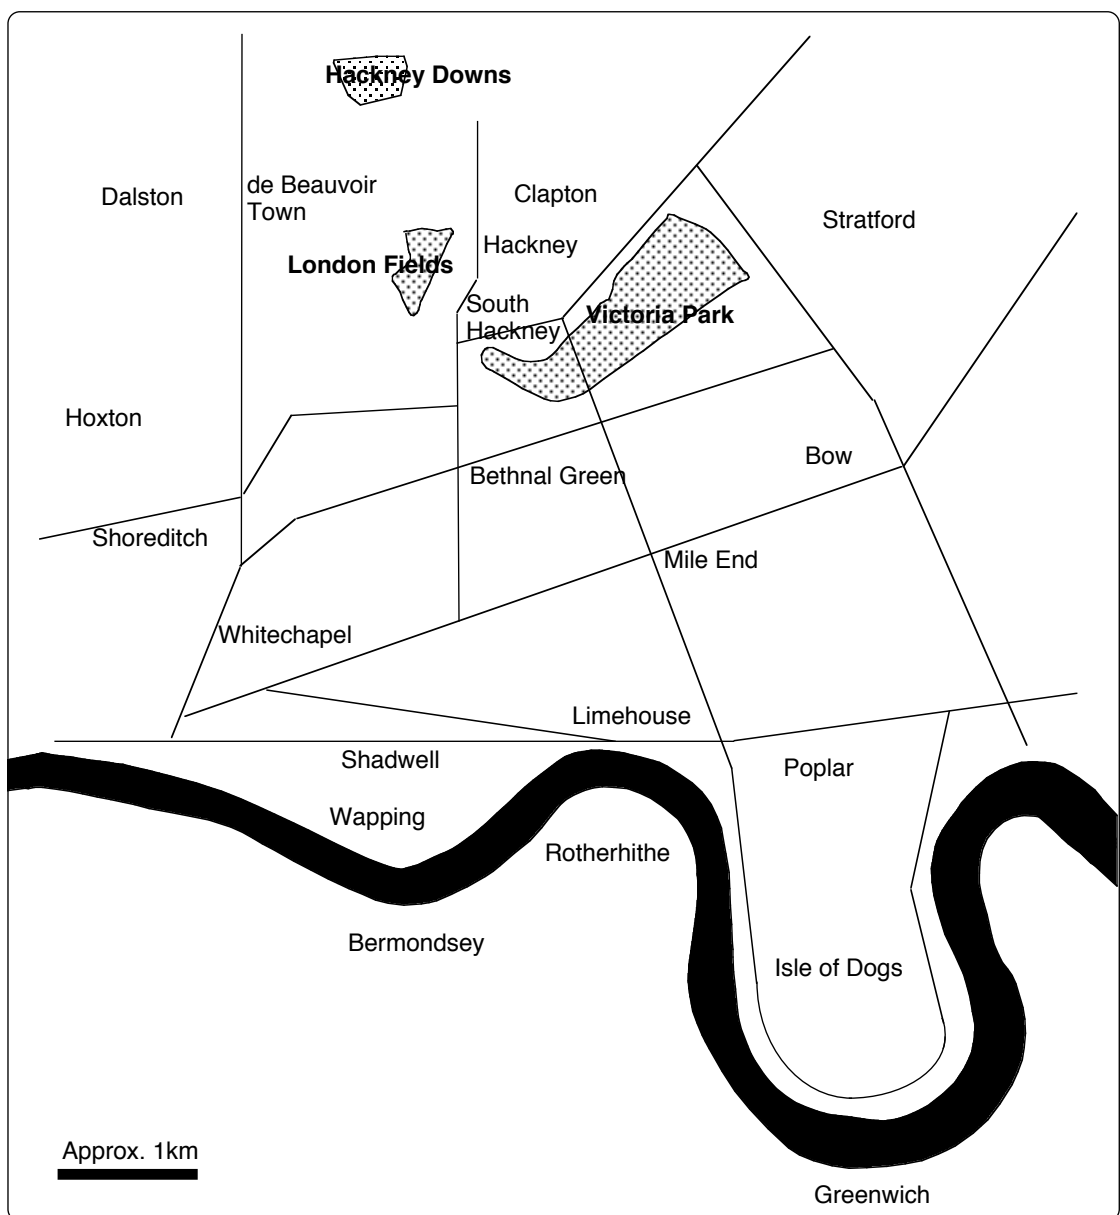 Hackney Downs
Dalston
de Beauvoir
Town
Clapton
Stratford
Hackney
London Fields
South
Hackney
Victoria Park
Hoxton
Bow
Bethnal Green
Shoreditch
Mile End
Whitechapel
Limehouse
Shadwell
Poplar
Wapping
Rotherhithe
Bermondsey
Isle of Dogs
Approx. 1km
Greenwich